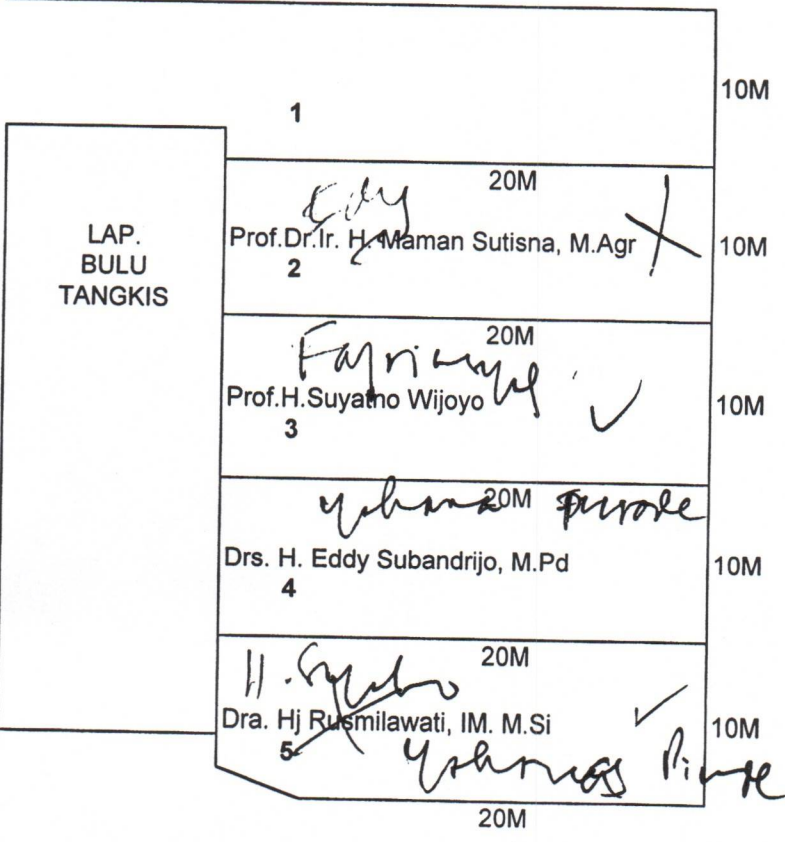 1
10M
LAP.
BULU
TANGKIS
20M
Edy
Prof.Dr.Ir. H. Maman Sutisna, M.Agr
10M
2
20M
Prof.H.Suyatno Wijoyo
10M
3
20M
Drs. H. Eddy Subandrijo, M.Pd
10M
4
20M
H.
Dra. Hj Rusmilawati, IM. M.Si
10M
5
20M